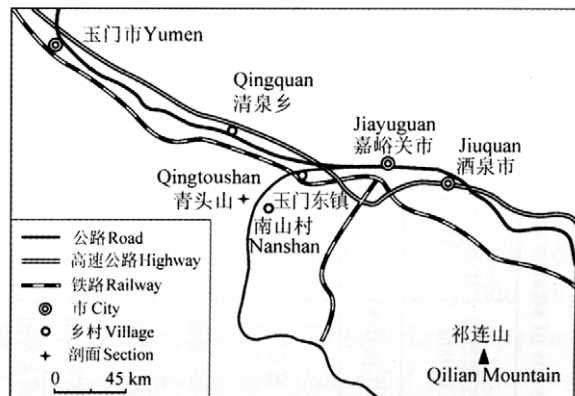 玉门市Yumen
Qingquan
清泉乡
Jiayuguan
嘉峪关市
Jiuquan
酒泉市
Qingtoushan
青头山
玉门东镇
南山村
Nanshan
公路Road
高速公路Highway
铁路Railway
市City
乡村Village
剖面Section
0 45 km
祁连山
Qilian Mountain